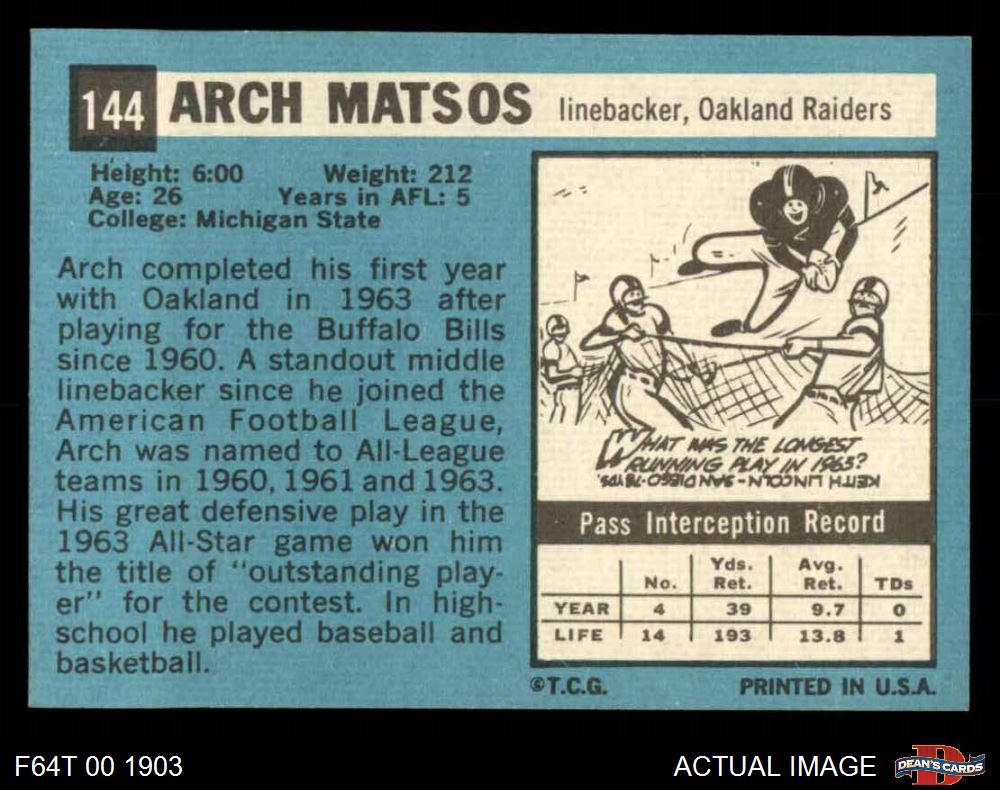 144 ARCH MATSOS linebacker, Oakland Raiders
Height: 6:00 Weight: 212
Age: 26 Years in AFL: 5
College: Michigan State
Arch completed his first year
with Oakland in 1963 after
playing for the Buffalo Bills
since 1960. A standout middle
linebacker since he joined the
American Football League,
Arch was named to All-League
teams in 1960, 1961 and 1963.
His great defensive play in the
1963 All-Star game won him
the title of "outstanding play-
er" for the contest. In high-
school he played baseball and
basketball.
WHAT WAS THE LONGEST
RUNNING PLAY IN 1963?
KEITH LINCOLN - SAN DIEGO - 76 YDS.
Pass Interception Record
No. Yds. Ret. Avg. Ret. TDs
YEAR 4 39 9.7 0
LIFE 14 193 13.8 1
©T.C.G. PRINTED IN U.S.A.
F64T 00 1903 ACTUAL IMAGE DEAN'S CARDS